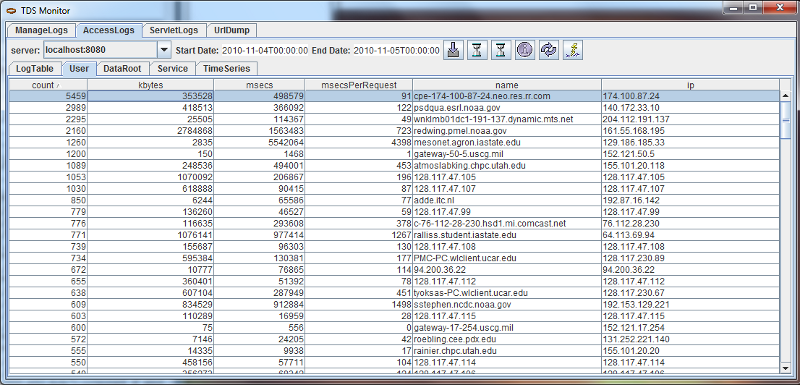 TDS Monitor
ManageLogs AccessLogs ServletLogs UrlDump
server: localhost:8080 Start Date: 2010-11-04T00:00:00 End Date: 2010-11-05T00:00:00
LogTable User DataRoot Service TimeSeries
count kbytes msecs msecsPerRequest name ip
5459 353528 498579 91 cpe-174-100-87-24.neo.res.rr.com 174.100.87.24
2989 418513 366092 122 psdqua.esrl.noaa.gov 140.172.33.10
2295 25505 114367 49 wnklmb01dc1-191-137.dynamic.mts.net 204.112.191.137
2160 2784868 1563483 723 redwing.pmel.noaa.gov 161.55.168.195
1260 2835 5542064 4398 mesonet.agron.iastate.edu 129.186.185.33
1200 150 1468 1 gateway-50-5.uscg.mil 152.121.50.5
1089 248536 494001 453 atmoslabking.chpc.utah.edu 155.101.20.118
1053 1070092 206867 196 128.117.47.105 128.117.47.105
1030 618888 90415 87 128.117.47.107 128.117.47.107
850 6244 65586 77 adde.itc.nl 192.87.16.142
779 136260 46527 59 128.117.47.99 128.117.47.99
776 116635 293608 378 c-76-112-28-230.hsd1.mi.comcast.net 76.112.28.230
771 1076141 977414 1267 ralliss.student.iastate.edu 64.113.69.94
739 155687 96303 130 128.117.47.108 128.117.47.108
734 595384 130381 177 PMC-PC.wlclient.ucar.edu 128.117.230.89
672 10777 76865 114 94.200.36.22 94.200.36.22
655 360401 51392 78 128.117.47.112 128.117.47.112
638 607104 287949 451 tyoksas-PC.wlclient.ucar.edu 128.117.230.67
609 834529 912884 1498 sstephen.ncdc.noaa.gov 192.153.129.221
603 110289 16959 28 128.117.47.115 128.117.47.115
600 75 556 0 gateway-17-254.uscg.mil 152.121.17.254
572 7146 24205 42 roebling.cee.pdx.edu 131.252.221.140
555 14335 9938 17 rainier.chpc.utah.edu 155.101.20.20
550 458156 57711 104 128.117.47.114 128.117.47.114